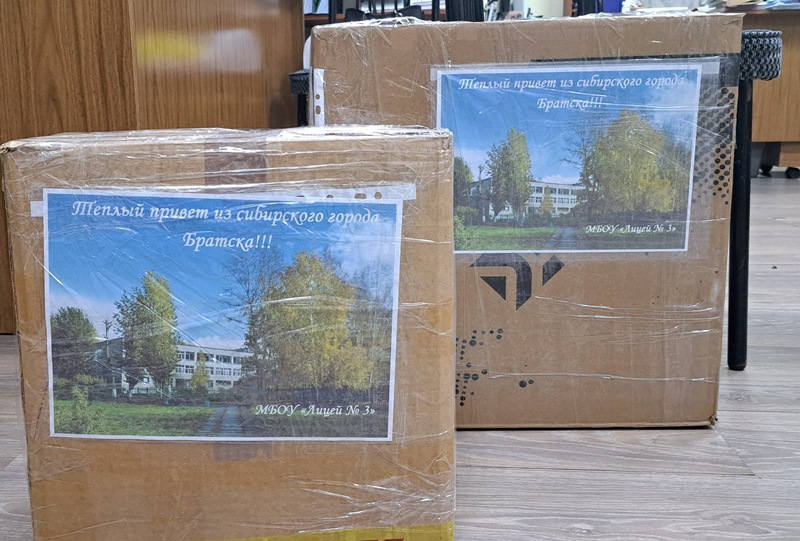 Теплый привет из сибирского города
Братска!!!
МБОУ «Лицей № 3»
Теплый привет из сибирского города
Братска!!!
МБОУ «Лицей № 3»